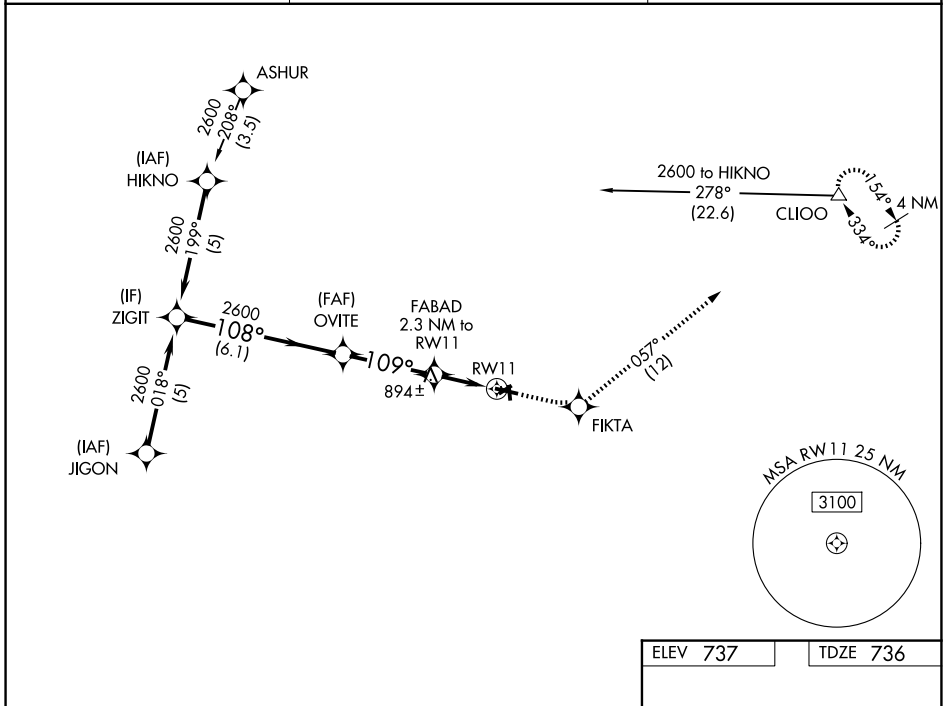 ASHUR
2600
208°
(3.5)
(IAF)
HIKNO
2600
199°
(5)
2600 to HIKNO
278°
(22.6)
CLIOO
154°
4 NM
334°
(IF)
ZIGIT
2600
108°
(6.1)
(FAF)
OVITE
109°
FABAD
2.3 NM to
RW11
894±
RW11
057°
(12)
FIKTA
2600
018°
(5)
(IAF)
JIGON
MSA RW11 25 NM
3100
ELEV 737
TDZE 736